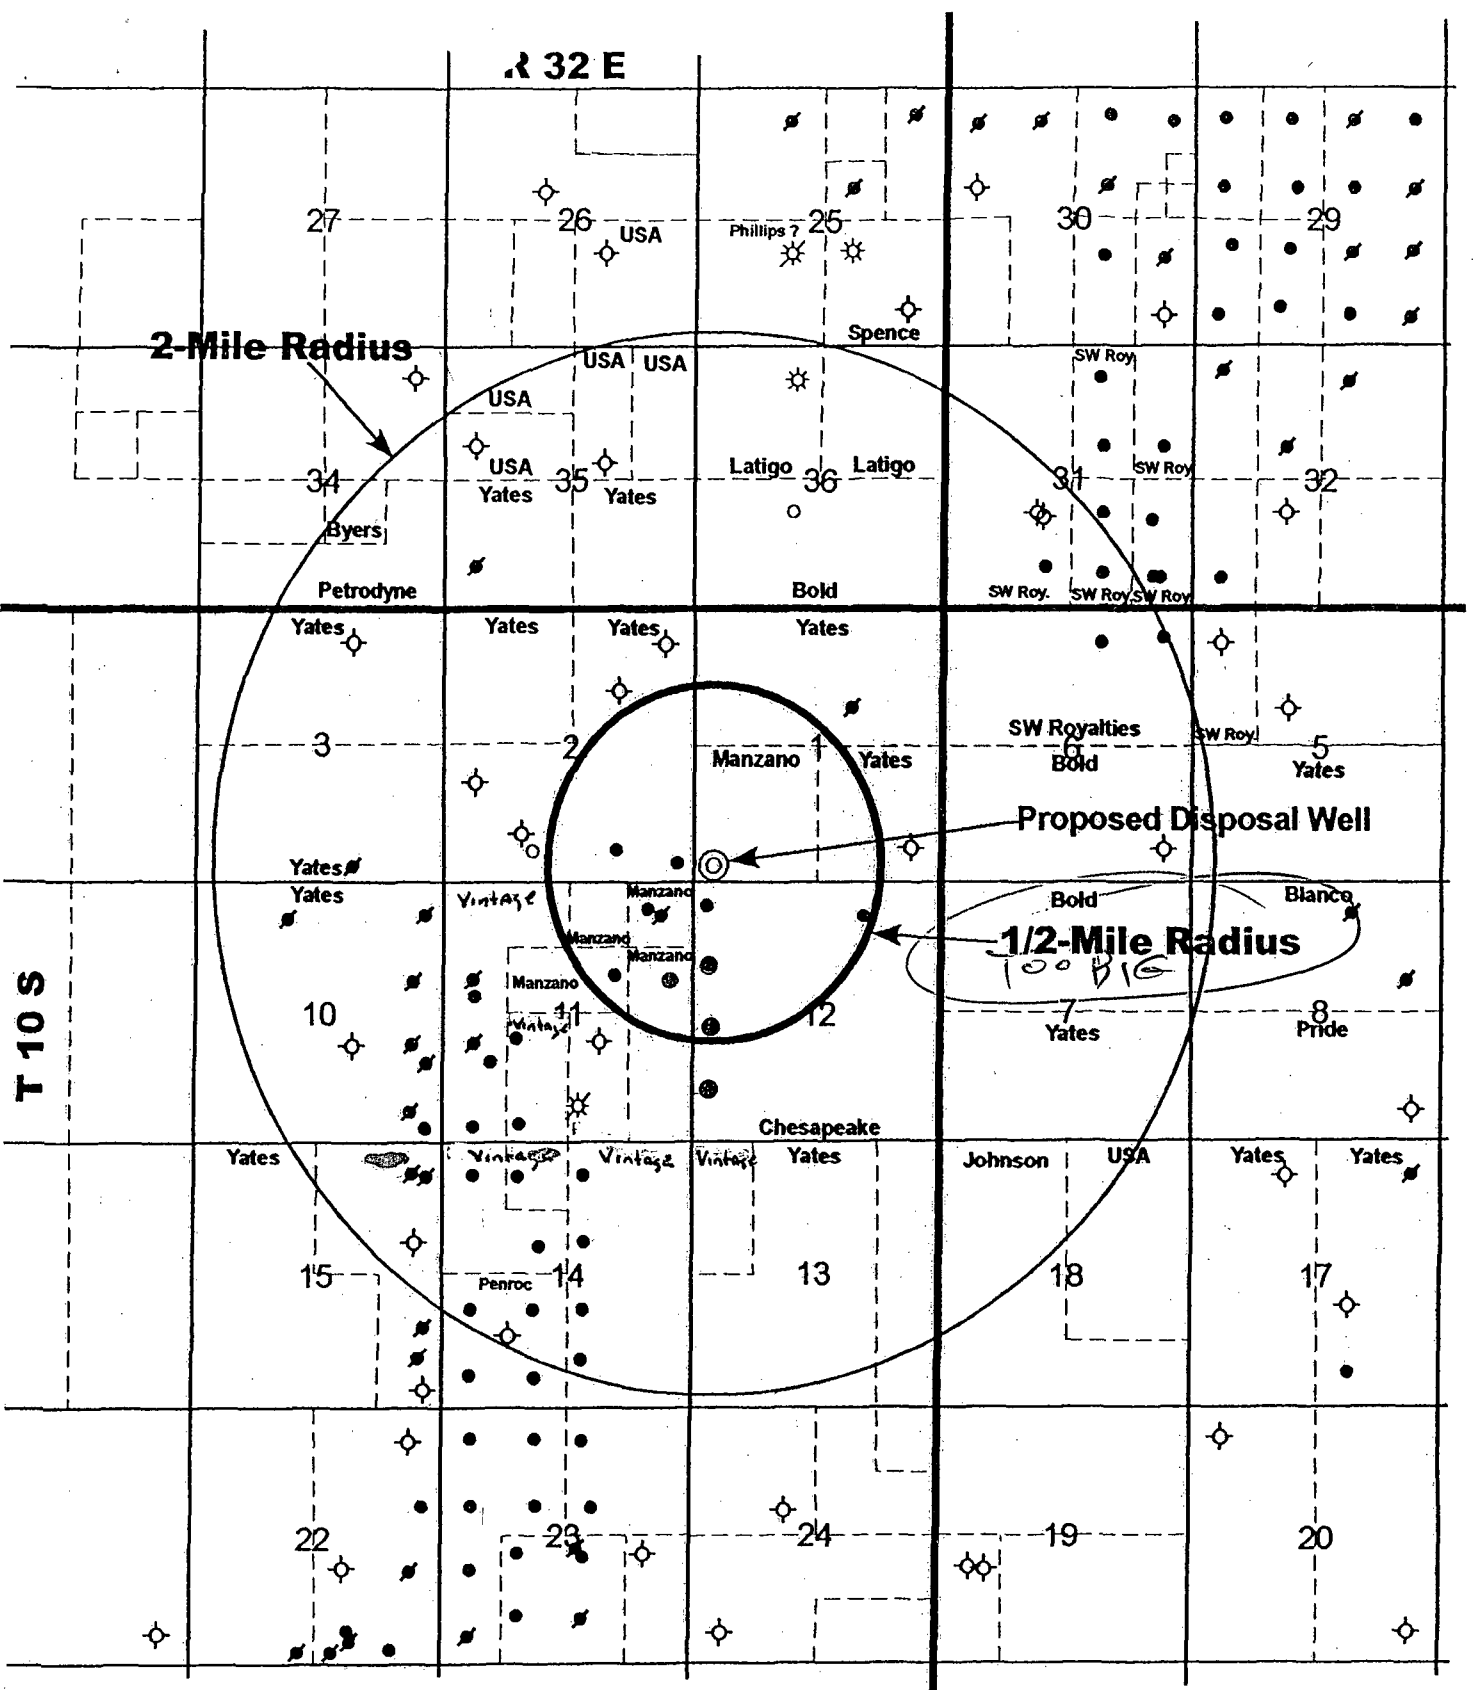 R 32 E
27
26
USA
Phillips ?
25
30
29
Spence
2-Mile Radius
USA
USA
SW Roy
USA
34
USA
35
Latigo
36
Latigo
31
SW Roy
32
Yates
Yates
Byers
Petrodyne
Bold
SW Roy.
SW Roy
SW Roy
Yates
Yates
Yates
Yates
3
2
1
SW Royalties
6
SW Roy.
5
Manzano
Yates
Bold
Yates
Proposed Disposal Well
Yates
Yates
Vintage
Manzano
Bold
Blanco
Manzano
1/2-Mile Radius
Manzano
100 BIG
Manzano
T 10 S
10
11
Vintage
12
7
Yates
8
Pride
Chesapeake
Yates
Vintage
Vintage
Vintage
Yates
Johnson
USA
Yates
Yates
15
14
13
18
17
Penroc
22
23
24
19
20